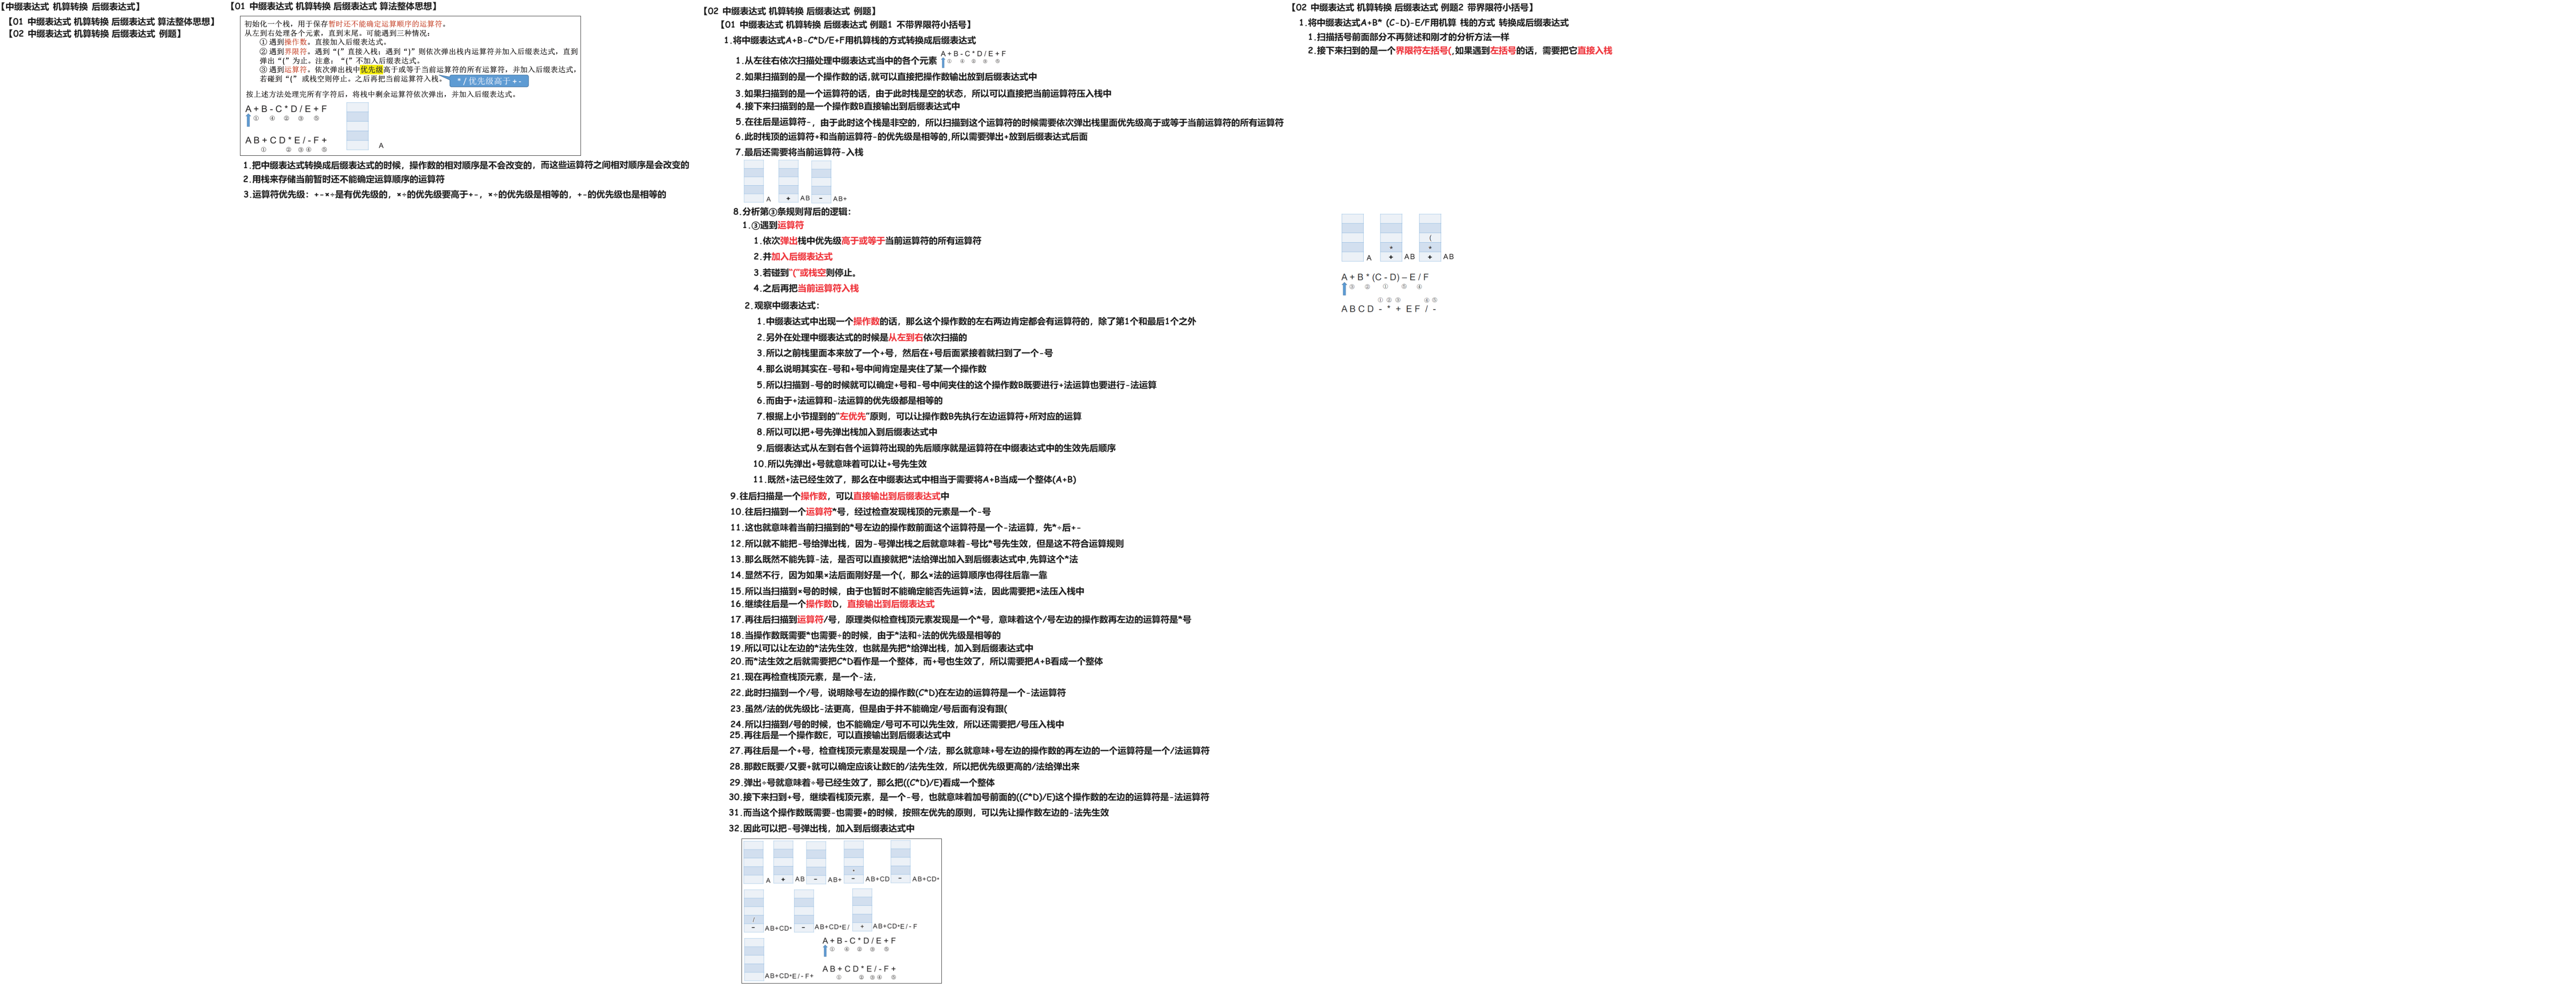 【中缀表达式 机算转换 后缀表达式】
【01 中缀表达式 机算转换 后缀表达式 算法整体思想】
【02 中缀表达式 机算转换 后缀表达式 例题】
【01 中缀表达式 机算转换 后缀表达式 算法整体思想】
初始化一个栈，用于保存暂时还不能确定运算顺序的运算符。
从左到右处理各个元素，直到末尾。可能遇到三种情况：
① 遇到操作数。直接加入后缀表达式。
② 遇到界限符。遇到 “(” 直接入栈；遇到 “)” 则依次弹出栈内运算符并加入后缀表达式，直到
弹出 “(” 为止。注意： “(” 不加入后缀表达式。
③ 遇到运算符。依次弹出栈中优先级高于或等于当前运算符的所有运算符，并加入后缀表达式，
若碰到 “(” 或栈空则停止。之后再把当前运算符入栈。
* / 优先级高于 + -
按上述方法处理完所有字符后，将栈中剩余运算符依次弹出，并加入后缀表达式。
A + B - C * D / E + F
① ④ ② ③ ⑤
A B + C D * E / - F +
① ② ③ ④ ⑤
A
1.把中缀表达式转换成后缀表达式的时候，操作数的相对顺序是不会改变的，而这些运算符之间相对顺序是会改变的
2.用栈来存储当前暂时还不能确定运算顺序的运算符
3.运算符优先级：+-×÷是有优先级的，×÷的优先级要高于+-，×÷的优先级是相等的，+-的优先级也是相等的
【02 中缀表达式 机算转换 后缀表达式 例题】
【01 中缀表达式 机算转换 后缀表达式 例题1 不带界限符小括号】
1.将中缀表达式A+B-C*D/E+F用机算栈的方式转换成后缀表达式
1.从左往右依次扫描处理中缀表达式当中的各个元素
A + B - C * D / E + F
① ④ ② ③ ⑤
2.如果扫描到的是一个操作数的话,就可以直接把操作数输出放到后缀表达式中
3.如果扫描到的是一个运算符的话，由于此时栈是空的状态，所以可以直接把当前运算符压入栈中
4.接下来扫描到的是一个操作数B直接输出到后缀表达式中
5.在往后是运算符-，由于此时这个栈是非空的，所以扫描到这个运算符的时候需要依次弹出栈里面优先级高于或等于当前运算符的所有运算符
6.此时栈顶的运算符+和当前运算符-的优先级是相等的,所以需要弹出+放到后缀表达式后面
7.最后还需要将当前运算符-入栈
A + AB - AB+
8.分析第③条规则背后的逻辑：
1.③遇到运算符
1.依次弹出栈中优先级高于或等于当前运算符的所有运算符
2.并加入后缀表达式
3.若碰到"("或栈空则停止。
4.之后再把当前运算符入栈
2.观察中缀表达式：
1.中缀表达式中出现一个操作数的话，那么这个操作数的左右两边肯定都会有运算符的，除了第1个和最后1个之外
2.另外在处理中缀表达式的时候是从左到右依次扫描的
3.所以之前栈里面本来放了一个+号，然后在+号后面紧接着就扫到了一个-号
4.那么说明其实在-号和+号中间肯定是夹住了某一个操作数
5.所以扫描到-号的时候就可以确定+号和-号中间夹住的这个操作数B既要进行+法运算也要进行-法运算
6.而由于+法运算和-法运算的优先级都是相等的
7.根据上小节提到的"左优先"原则，可以让操作数B先执行左边运算符+所对应的运算
8.所以可以把+号先弹出栈加入到后缀表达式中
9.后缀表达式从左到右各个运算符出现的先后顺序就是运算符在中缀表达式中的生效先后顺序
10.所以先弹出+号就意味着可以让+号先生效
11.既然+法已经生效了，那么在中缀表达式中相当于需要将A+B当成一个整体(A+B)
9.往后扫描是一个操作数，可以直接输出到后缀表达式中
10.往后扫描到一个运算符*号，经过检查发现栈顶的元素是一个-号
11.这也就意味着当前扫描到的*号左边的操作数前面这个运算符是一个-法运算，先*÷后+-
12.所以就不能把-号给弹出栈，因为-号弹出栈之后就意味着-号比*号先生效，但是这不符合运算规则
13.那么既然不能先算-法，是否可以直接就把*法给弹出加入到后缀表达式中,先算这个*法
14.显然不行，因为如果×法后面刚好是一个(，那么×法的运算顺序也得往后靠一靠
15.所以当扫描到×号的时候，由于也暂时不能确定能否先运算×法，因此需要把×法压入栈中
16.继续往后是一个操作数D，直接输出到后缀表达式
17.再往后扫描到运算符/号，原理类似检查栈顶元素发现是一个*号，意味着这个/号左边的操作数再左边的运算符是*号
18.当操作数既需要*也需要÷的时候，由于*法和÷法的优先级是相等的
19.所以可以让左边的*法先生效，也就是先把*给弹出栈，加入到后缀表达式中
20.而*法生效之后就需要把C*D看作是一个整体，而+号也生效了，所以需要把A+B看成一个整体
21.现在再检查栈顶元素，是一个-法，
22.此时扫描到一个/号，说明除号左边的操作数(C*D)在左边的运算符是一个-法运算符
23.虽然/法的优先级比-法更高，但是由于并不能确定/号后面有没有跟(
24.所以扫描到/号的时候，也不能确定/号可不可以先生效，所以还需要把/号压入栈中
25.再往后是一个操作数E，可以直接输出到后缀表达式中
27.再往后是一个+号，检查栈顶元素是发现是一个/法，那么就意味+号左边的操作数的再左边的一个运算符是一个/法运算符
28.那数E既要/又要+就可以确定应该让数E的/法先生效，所以把优先级更高的/法给弹出来
29.弹出÷号就意味着÷号已经生效了，那么把((C*D)/E)看成一个整体
30.接下来扫到+号，继续看栈顶元素，是一个-号，也就意味着加号前面的((C*D)/E)这个操作数的左边的运算符是-法运算符
31.而当这个操作数既需要-也需要+的时候，按照左优先的原则，可以先让操作数左边的-法先生效
32.因此可以把-号弹出栈，加入到后缀表达式中
A + AB - AB+ * - AB+CD - AB+CD*
/ - AB+CD* - AB+CD*E/ + AB+CD*E/-F
AB+CD*E/-F+
A + B - C * D / E + F
① ④ ② ③ ⑤
A B + C D * E / - F +
① ② ③ ④ ⑤
【02 中缀表达式 机算转换 后缀表达式 例题2 带界限符小括号】
1.将中缀表达式A+B* (C-D)-E/F用机算 栈的方式 转换成后缀表达式
1.扫描括号前面部分不再赘述和刚才的分析方法一样
2.接下来扫到的是一个界限符左括号(,如果遇到左括号的话，需要把它直接入栈
A * + AB ( * + AB
A + B * (C - D) – E / F
③ ② ① ⑤ ④
① ② ③ ④ ⑤
A B C D - * + E F / -